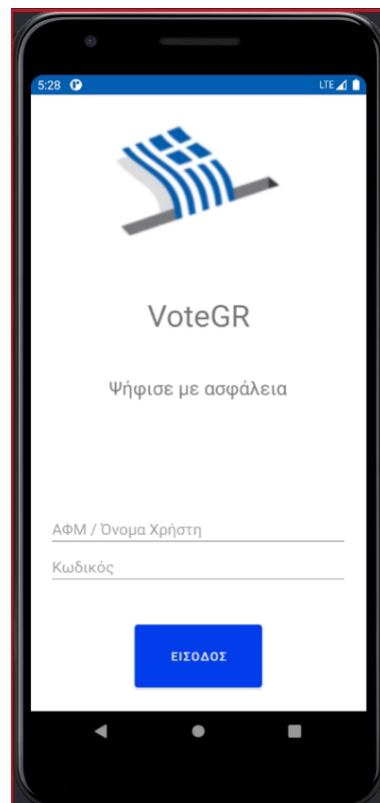 5:28 LTE
VoteGR
Ψήφισε με ασφάλεια
ΑΦΜ / Όνομα Χρήστη
Κωδικός
ΕΙΣΟΔΟΣ